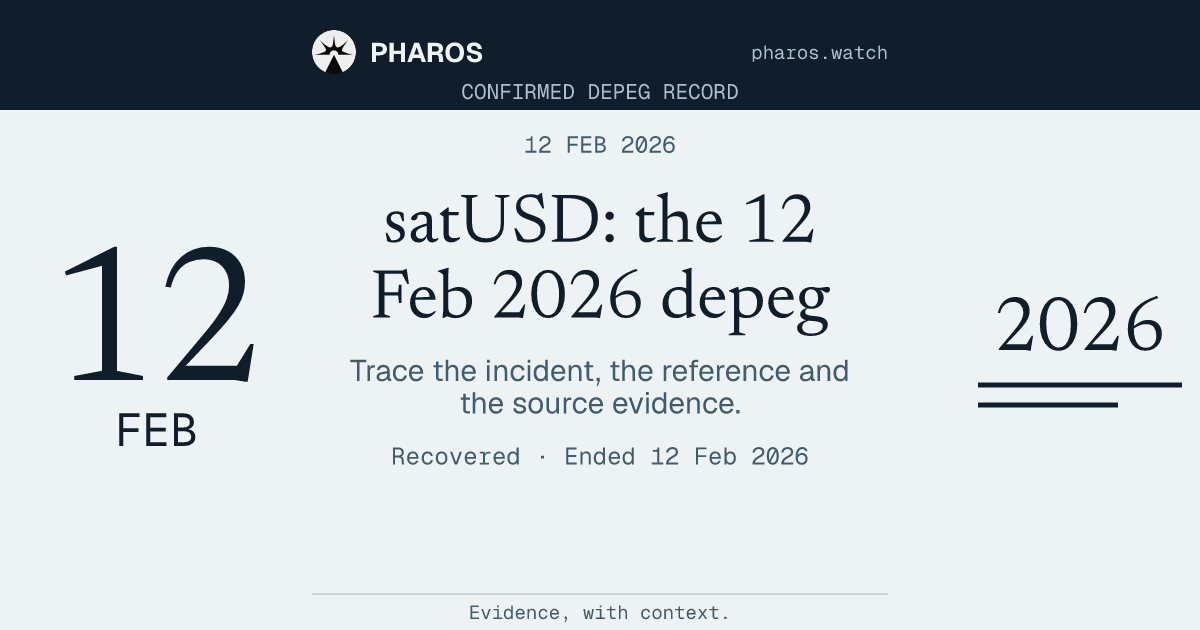 PHAROS
pharos.watch
CONFIRMED DEPEG RECORD
12 FEB 2026
satUSD: the 12
Feb 2026 depeg
Trace the incident, the reference and
the source evidence.
Recovered · Ended 12 Feb 2026
12
FEB
2026
Evidence, with context.